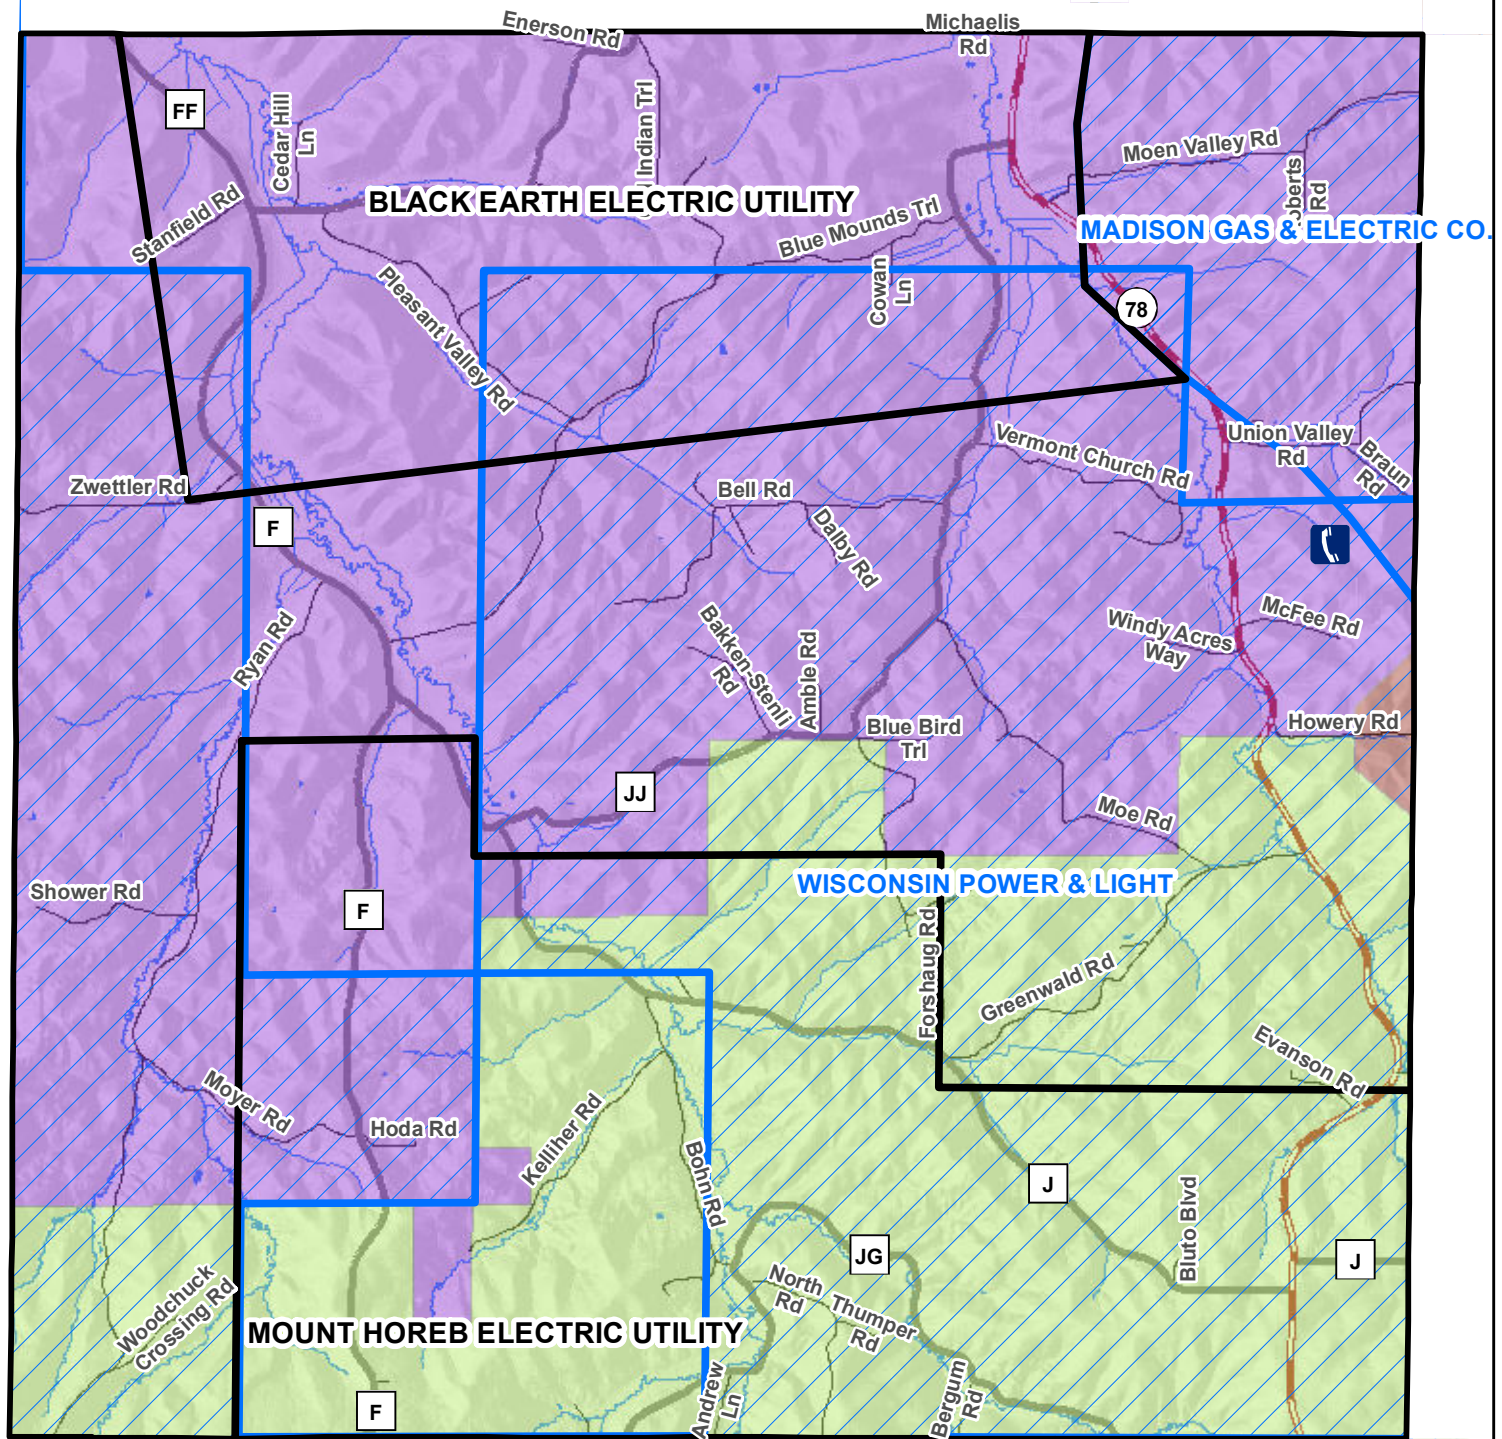 Enerson Rd
Michaelis
Rd
FF
Cedar Hill
Ln
Indian Trl
Moen Valley Rd
Rd
Stanfield Rd
BLACK EARTH ELECTRIC UTILITY
Blue Mounds Trl
MADISON GAS & ELECTRIC CO.
Pleasant Valley Rd
Cowan
Ln
78
Zwettler Rd
F
Vermont Church Rd
Union Valley
Rd
Braun
Rd
Bell Rd
Dalby Rd
Ryan Rd
Bakken-Stenli
Rd
Amble Rd
Windy Acres
Way
McFee Rd
Blue Bird
Trl
Howery Rd
JJ
Moe Rd
Shower Rd
F
WISCONSIN POWER & LIGHT
Forshaug Rd
Greenwald Rd
Evanson Rd
Moyer Rd
Hoda Rd
Kelliher Rd
Bohn Rd
J
Bluto Blvd
JG
J
Woodchuck
Crossing Rd
North
Rd
Thumper
Rd
MOUNT HOREB ELECTRIC UTILITY
F
Andrew
Ln
Bergum
Rd